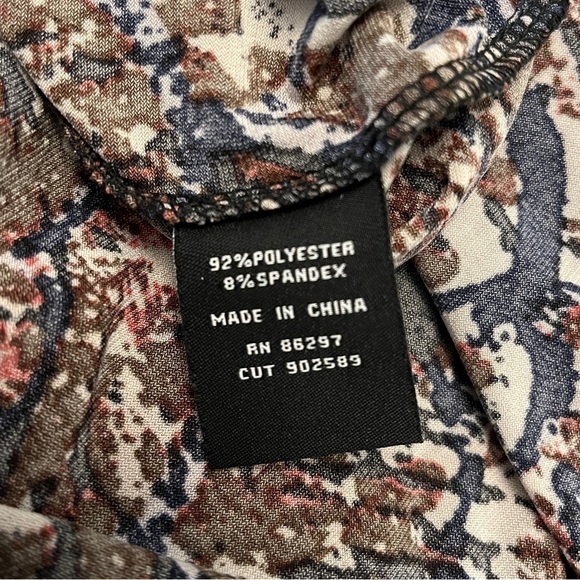 92%POLYESTER
8%SPANDEX
MADE IN CHINA
RN 86297
CUT 902589